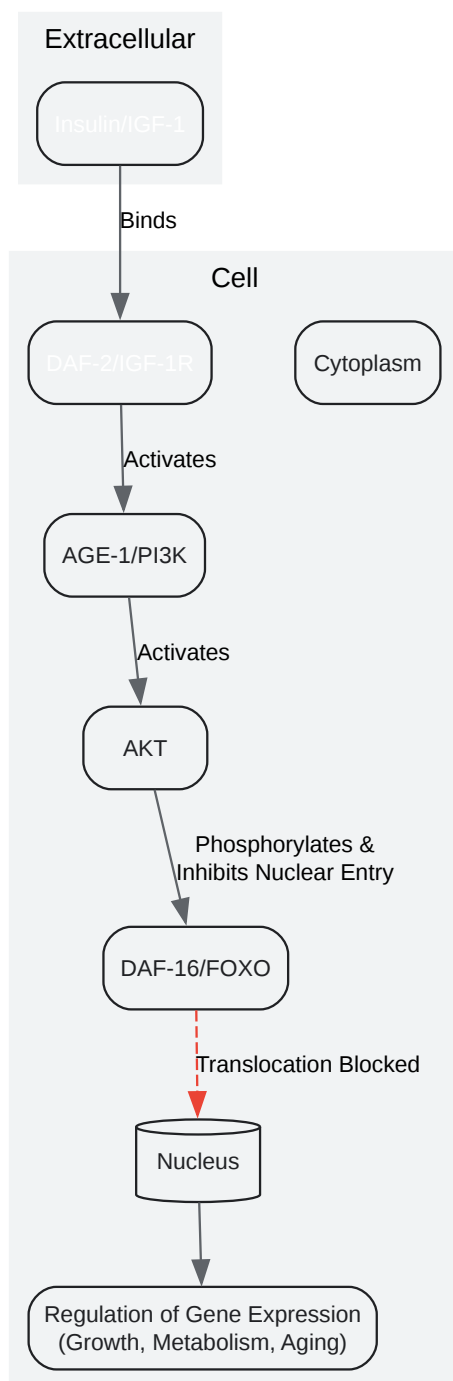 Extracellular
Insulin/IGF-1
Binds
Cell
DAF-2/IGF-1R
Cytoplasm
Activates
AGE-1/PI3K
Activates
AKT
Phosphorylates &
Inhibits Nuclear Entry
DAF-16/FOXO
Translocation Blocked
Nucleus
Regulation of Gene Expression
(Growth, Metabolism, Aging)